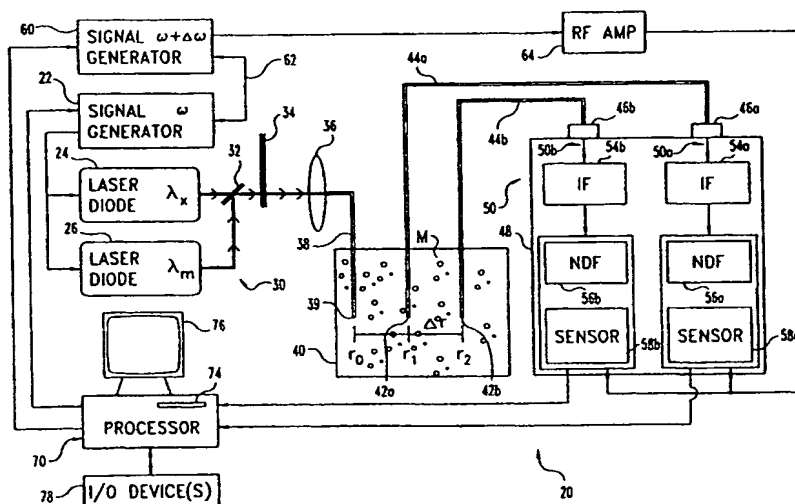 60
SIGNAL ω+Δω
GENERATOR
22
SIGNAL ω
GENERATOR
62
24
LASER
DIODE λx
26
LASER
DIODE λm
30
32
34
36
38
39
40
M
Δr
r0
r1
r2
42a
42b
44a
44b
RF AMP
64
46b
46a
50b
54b
50a
54a
50
48
IF
IF
NDF
NDF
56b
56a
SENSOR
SENSOR
58b
58a
76
74
PROCESSOR
70
I/O DEVICE(S)
78
20